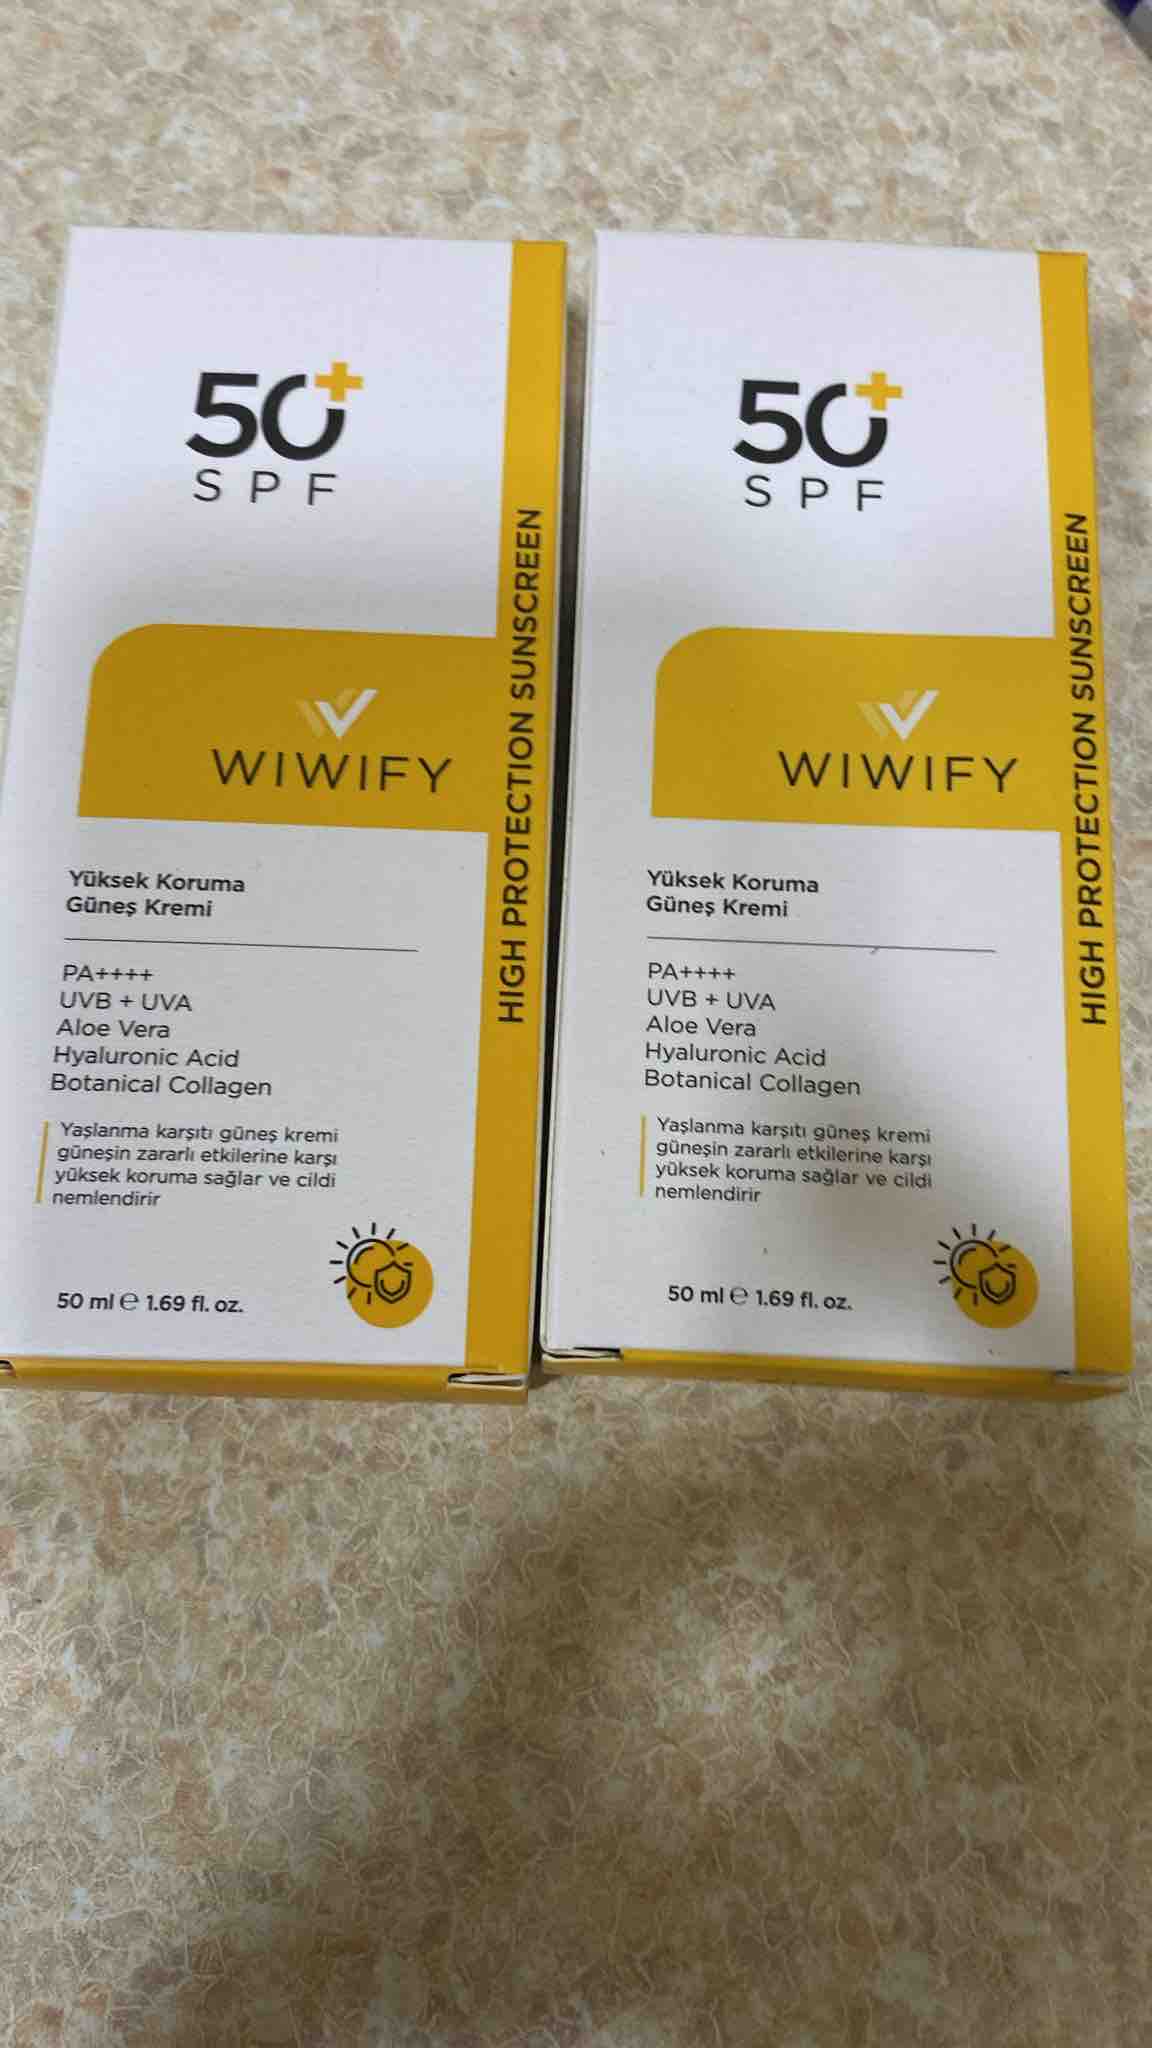 50+
SPF
WIWIFY
HIGH PROTECTION SUNSCREEN
Yüksek Koruma
Güneş Kremi
PA++++
UVB + UVA
Aloe Vera
Hyaluronic Acid
Botanical Collagen
Yaşlanma karşıtı güneş kremi
güneşin zararlı etkilerine karşı
yüksek koruma sağlar ve cildi
nemlendirir
50 ml ℮ 1.69 fl. oz.
50+
SPF
WIWIFY
HIGH PROTECTION SUNSCREEN
Yüksek Koruma
Güneş Kremi
PA++++
UVB + UVA
Aloe Vera
Hyaluronic Acid
Botanical Collagen
Yaşlanma karşıtı güneş kremi
güneşin zararlı etkilerine karşı
yüksek koruma sağlar ve cildi
nemlendirir
50 ml ℮ 1.69 fl. oz.